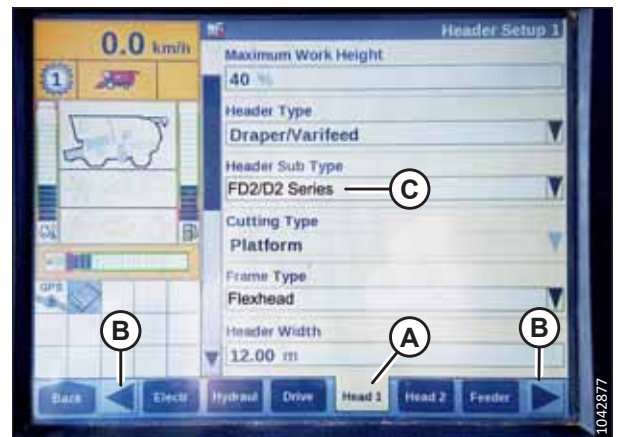 0.0 km/h
Header Setup 1
Maximum Work Height
40 %
1
Header Type
Draper/Varifeed
Header Sub Type
FD2/D2 Series
C
Cutting Type
Platform
Frame Type
Flexhead
GPS
Header Width
12.00 m
B
A
B
Back
Electr
Hydraul
Drive
Head 1
Head 2
Feeder
1042877